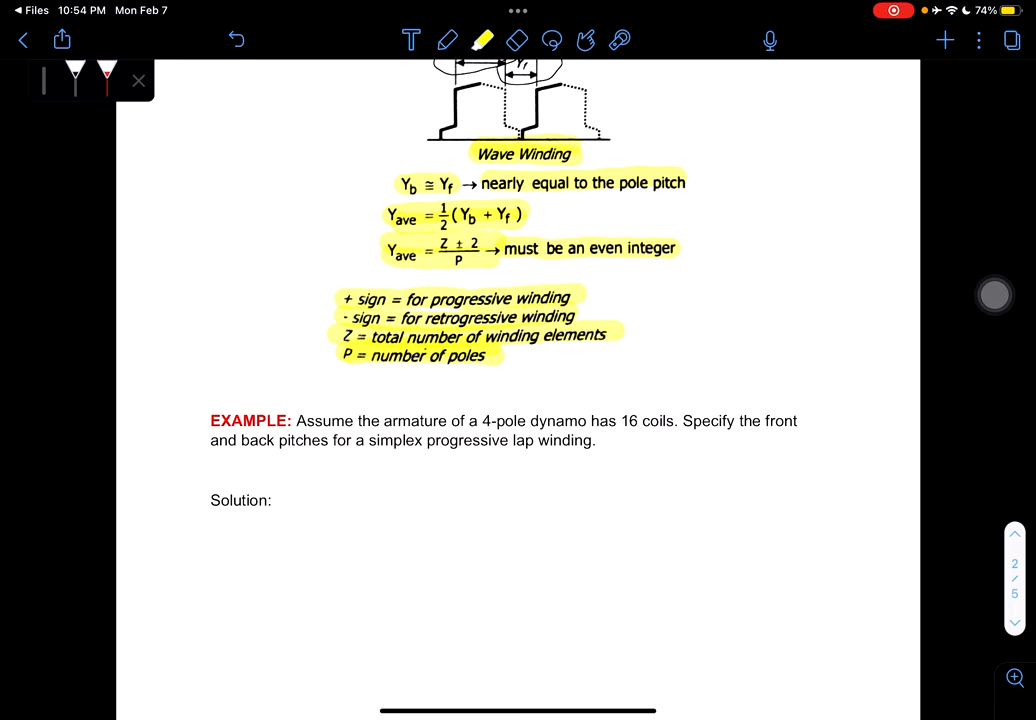 Files 10:54 PM Mon Feb 7
74%
Yf
Wave Winding
Yb ≅ Yf → nearly equal to the pole pitch
Yave = 1/2 ( Yb + Yf )
Yave = Z ± 2 / P → must be an even integer
+ sign = for progressive winding
- sign = for retrogressive winding
Z = total number of winding elements
P = number of poles
EXAMPLE: Assume the armature of a 4-pole dynamo has 16 coils. Specify the front
and back pitches for a simplex progressive lap winding.
Solution:
2
/
5